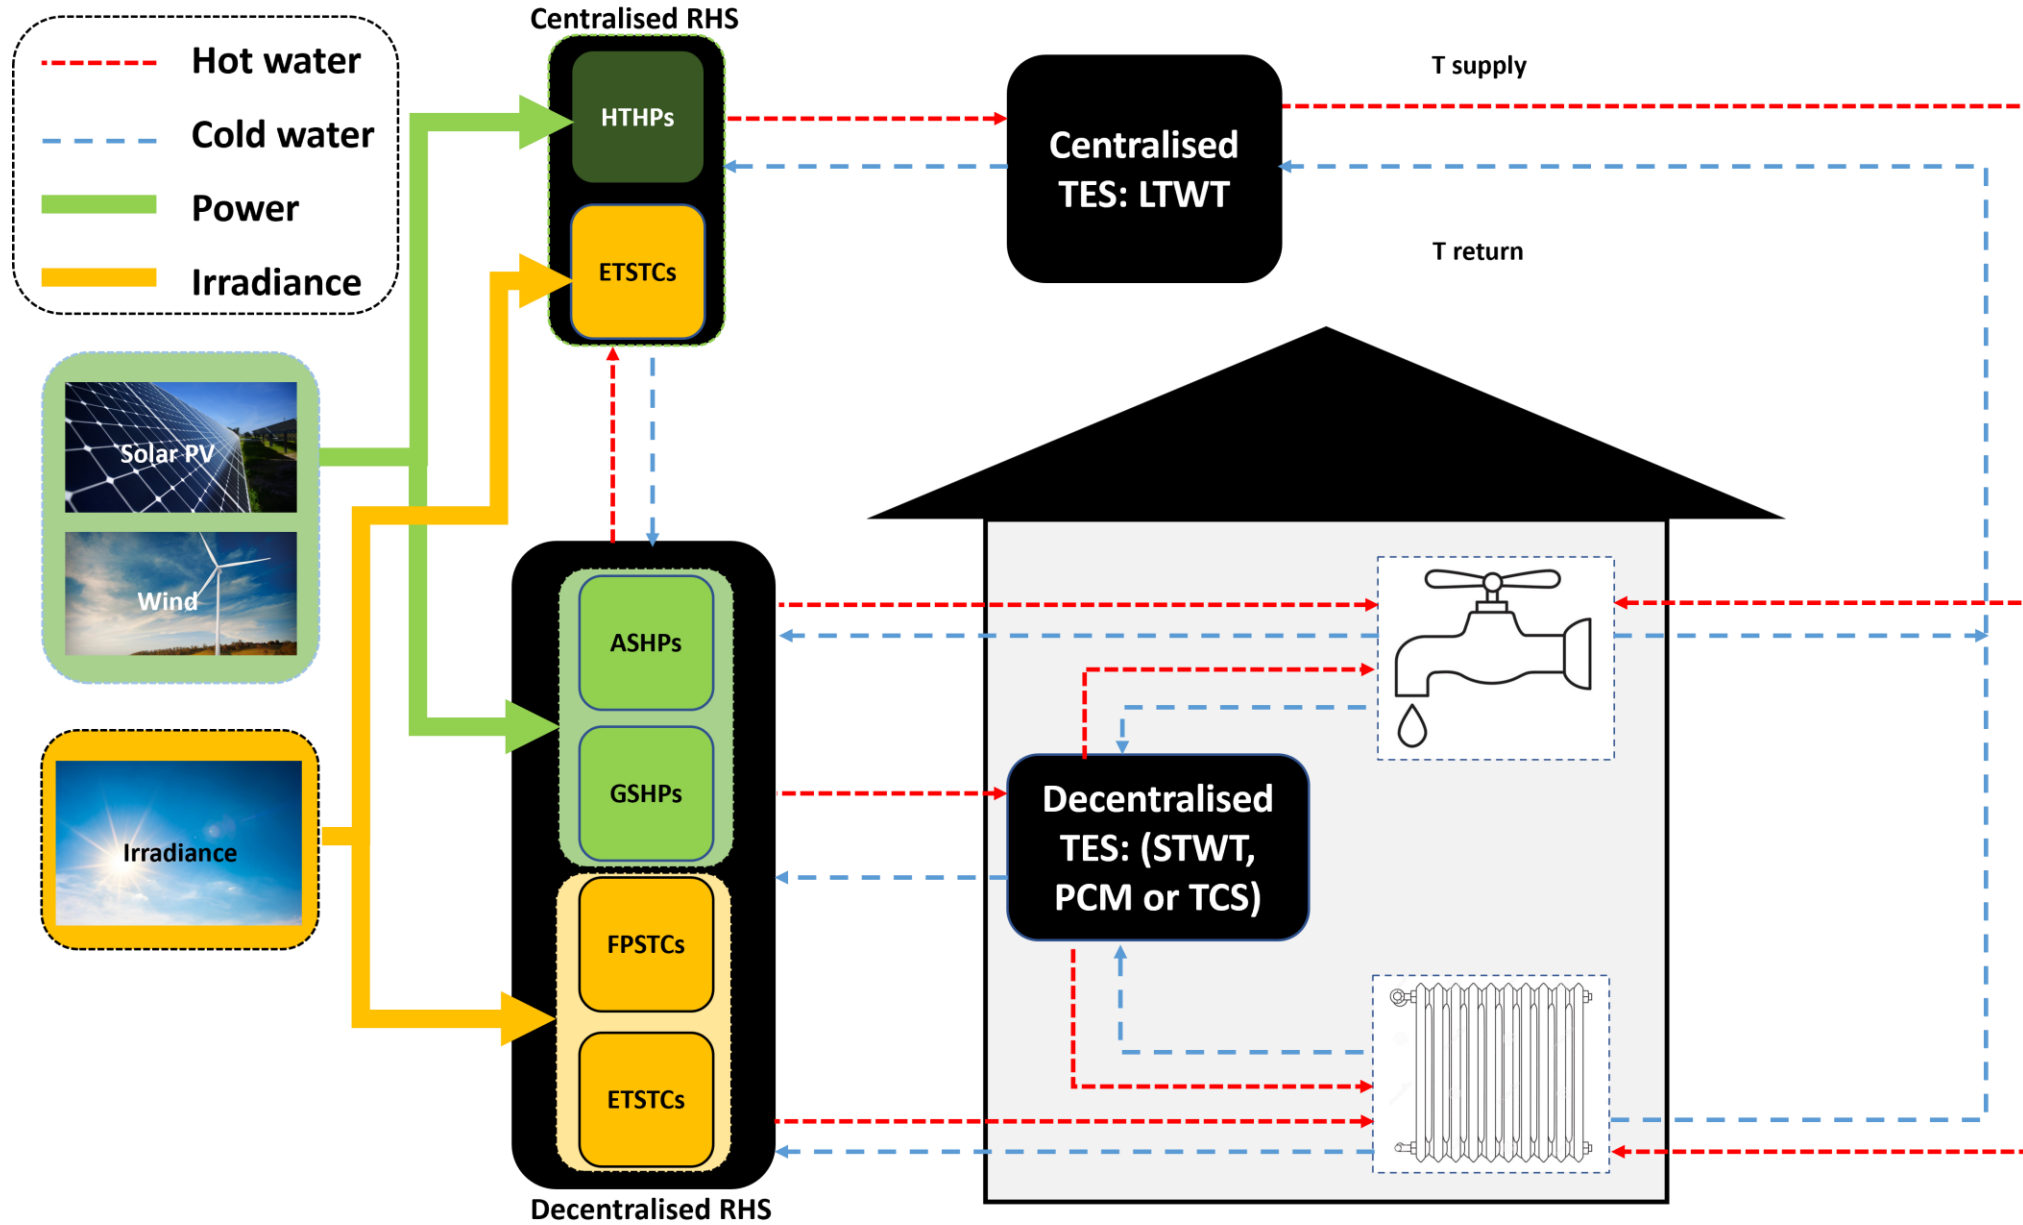 Hot water
Cold water
Power
Irradiance
Centralised RHS
HTHPs
ETSTCs
Centralised
TES: LTWT
T supply
T return
Solar PV
Wind
Irradiance
ASHPs
GSHPs
FPSTCs
ETSTCs
Decentralised RHS
Decentralised
TES: (STWT,
PCM or TCS)